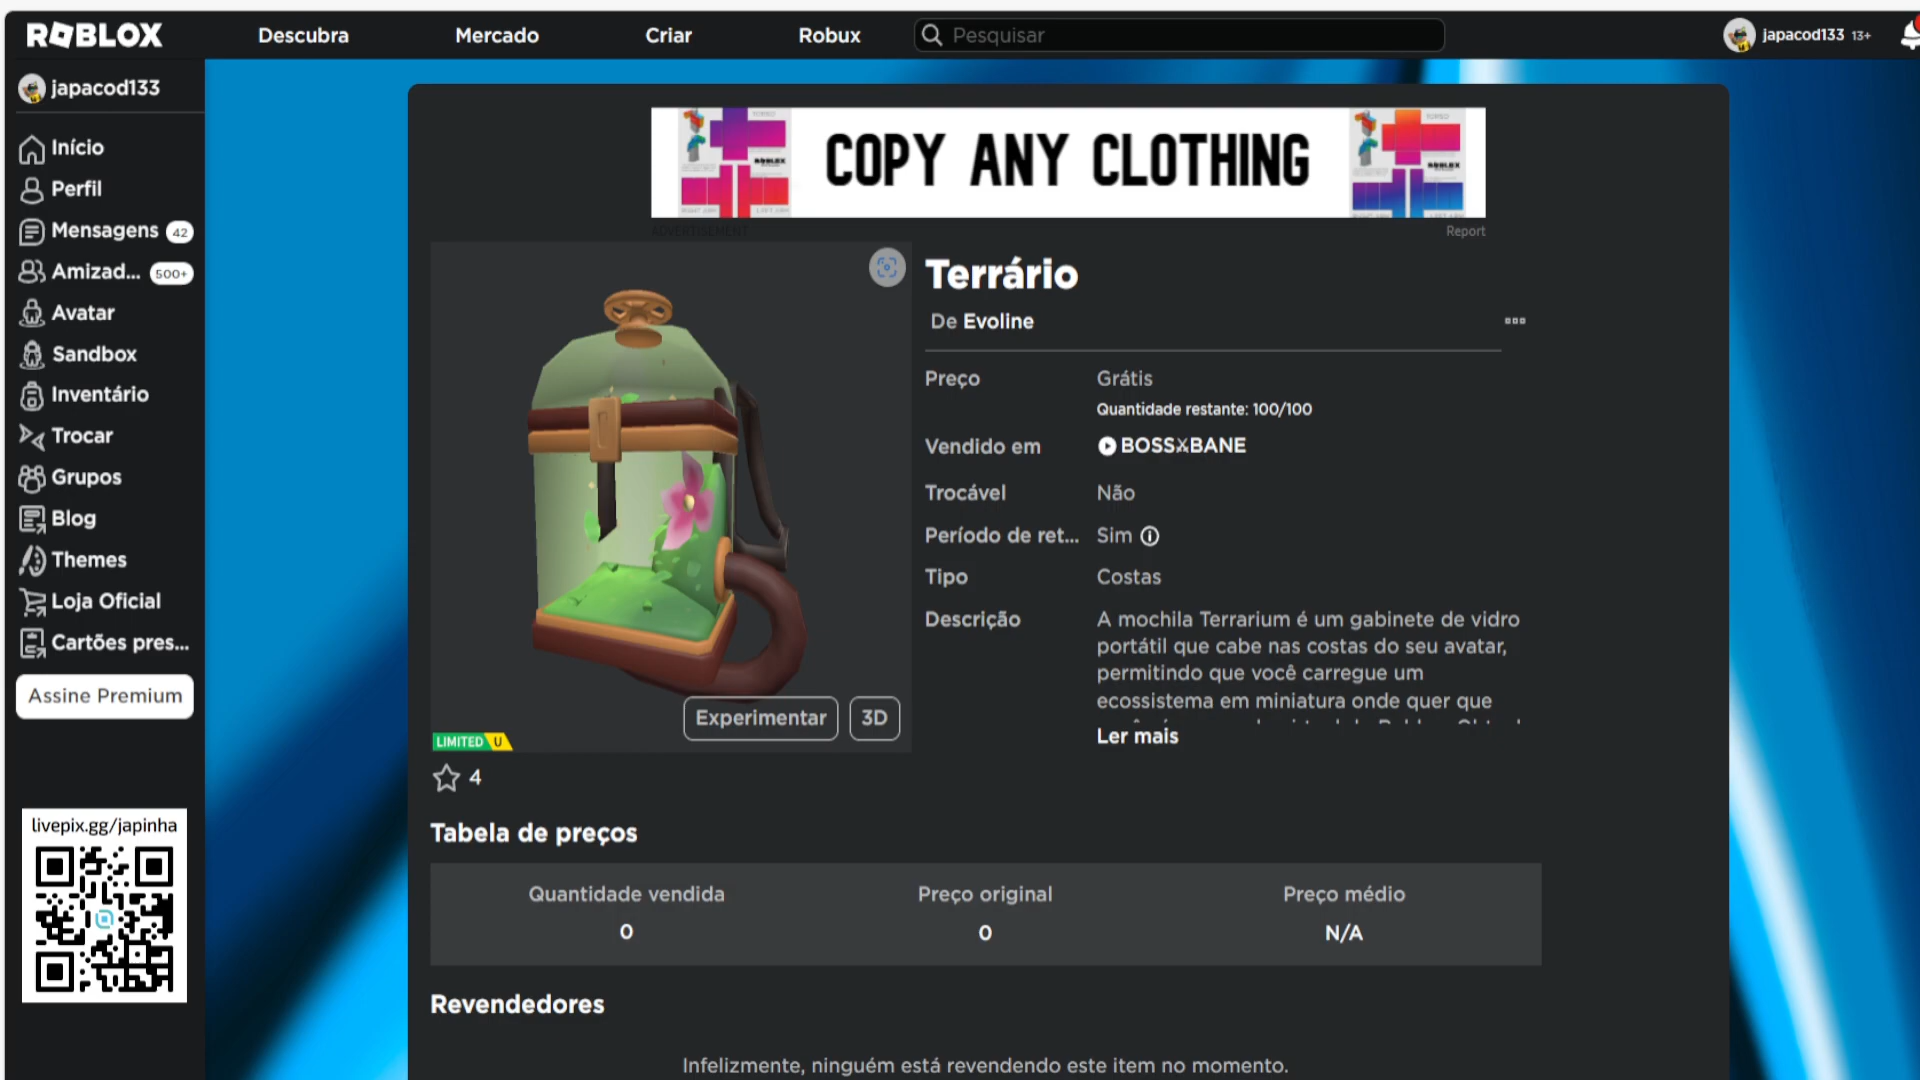 ROBLOX
Descubra
Mercado
Criar
Robux
Pesquisar
japacod133 13+
japacod133
Início
Perfil
Mensagens 42
Amizad... 500+
Avatar
Sandbox
Inventário
Trocar
Grupos
Blog
Themes
Loja Oficial
Cartões pres...
Assine Premium
livepix.gg/japinha
COPY ANY CLOTHING
ADVERTISEMENT
Report
Terrário
De Evoline
Preço
Grátis
Quantidade restante: 100/100
Vendido em
BOSS⚔BANE
Trocável
Não
Período de ret...
Sim
Tipo
Costas
Descrição
A mochila Terrarium é um gabinete de vidro
portátil que cabe nas costas do seu avatar,
permitindo que você carregue um
ecossistema em miniatura onde quer que
Ler mais
Experimentar
3D
LIMITED U
4
Tabela de preços
Quantidade vendida
0
Preço original
0
Preço médio
N/A
Revendedores
Infelizmente, ninguém está revendendo este item no momento.